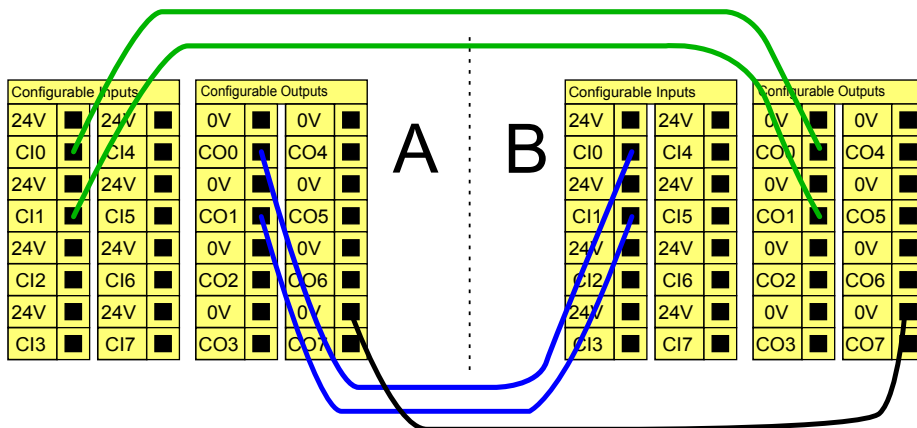 Configurable Inputs Configurable Outputs Configurable Inputs Configurable Outputs
24V 24V 0V 0V A B 24V 24V 0V 0V
CI0 CI4 CO0 CO4 CI0 CI4 CO0 CO4
24V 24V 0V 0V 24V 24V 0V 0V
CI1 CI5 CO1 CO5 CI1 CI5 CO1 CO5
24V 24V 0V 0V 24V 24V 0V 0V
CI2 CI6 CO2 CO6 CI2 CI6 CO2 CO6
24V 24V 0V 0V 24V 24V 0V 0V
CI3 CI7 CO3 CO7 CI3 CI7 CO3 CO7